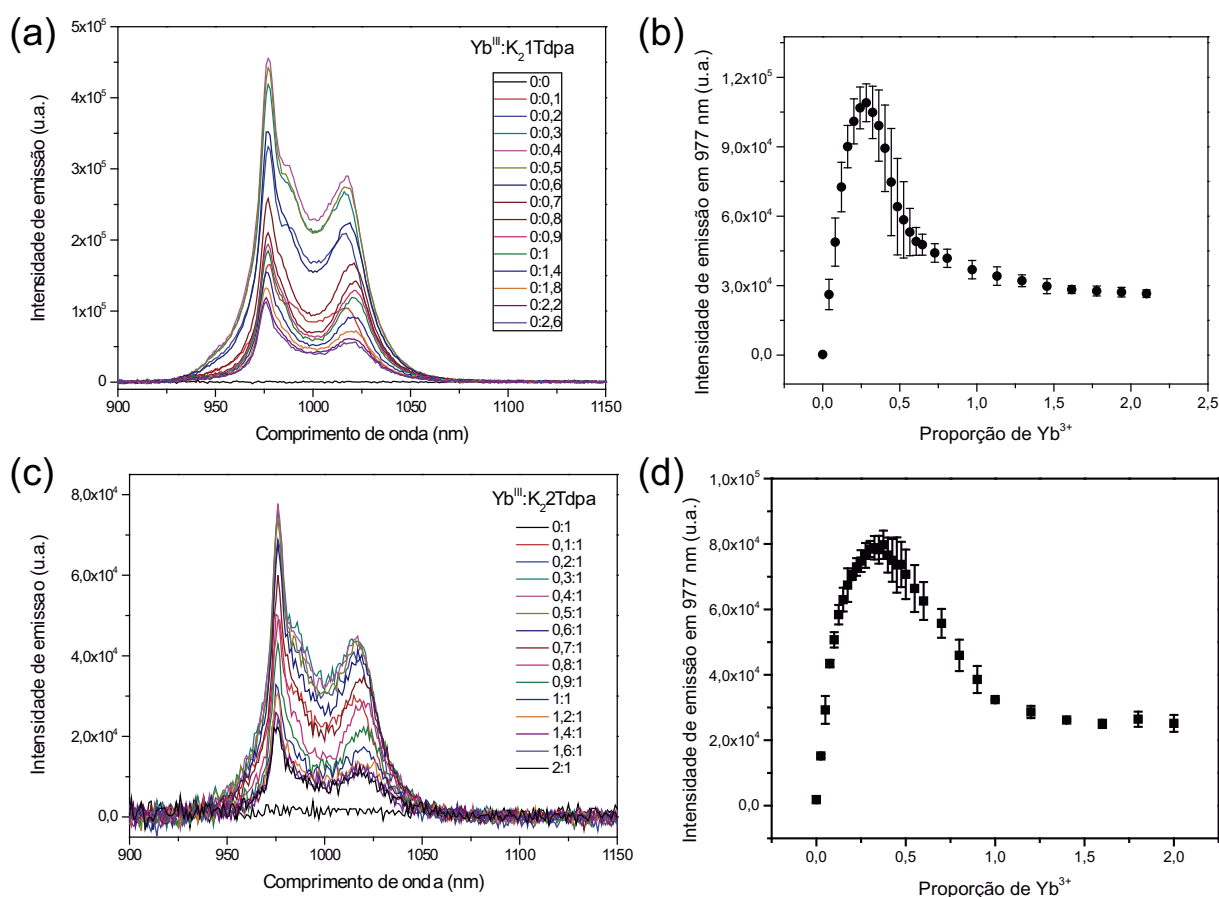 (a)
Intensidade de emissão (u.a.)
5x10⁵
4x10⁵
3x10⁵
2x10⁵
1x10⁵
0
900 950 1000 1050 1100 1150
Comprimento de onda (nm)
Ybᴵᴵᴵ:K₂1Tdpa
0:0
0:0,1
0:0,2
0:0,3
0:0,4
0:0,5
0:0,6
0:0,7
0:0,8
0:0,9
0:1
0:1,4
0:1,8
0:2,2
0:2,6
(b)
Intensidade de emissão em 977 nm (u.a.)
1,2x10⁵
9,0x10⁴
6,0x10⁴
3,0x10⁴
0,0
0,0 0,5 1,0 1,5 2,0 2,5
Proporção de Yb³⁺
(c)
Intensidade de emissao (u.a.)
8,0x10⁴
6,0x10⁴
4,0x10⁴
2,0x10⁴
0,0
900 950 1000 1050 1100 1150
Comprimento de onda (nm)
Ybᴵᴵᴵ:K₂2Tdpa
0:1
0,1:1
0,2:1
0,3:1
0,4:1
0,5:1
0,6:1
0,7:1
0,8:1
0,9:1
1:1
1,2:1
1,4:1
1,6:1
2:1
(d)
Intensidade de emissão em 977 nm (u.a.)
1,0x10⁵
8,0x10⁴
6,0x10⁴
4,0x10⁴
2,0x10⁴
0,0
0,0 0,5 1,0 1,5 2,0
Proporção de Yb³⁺